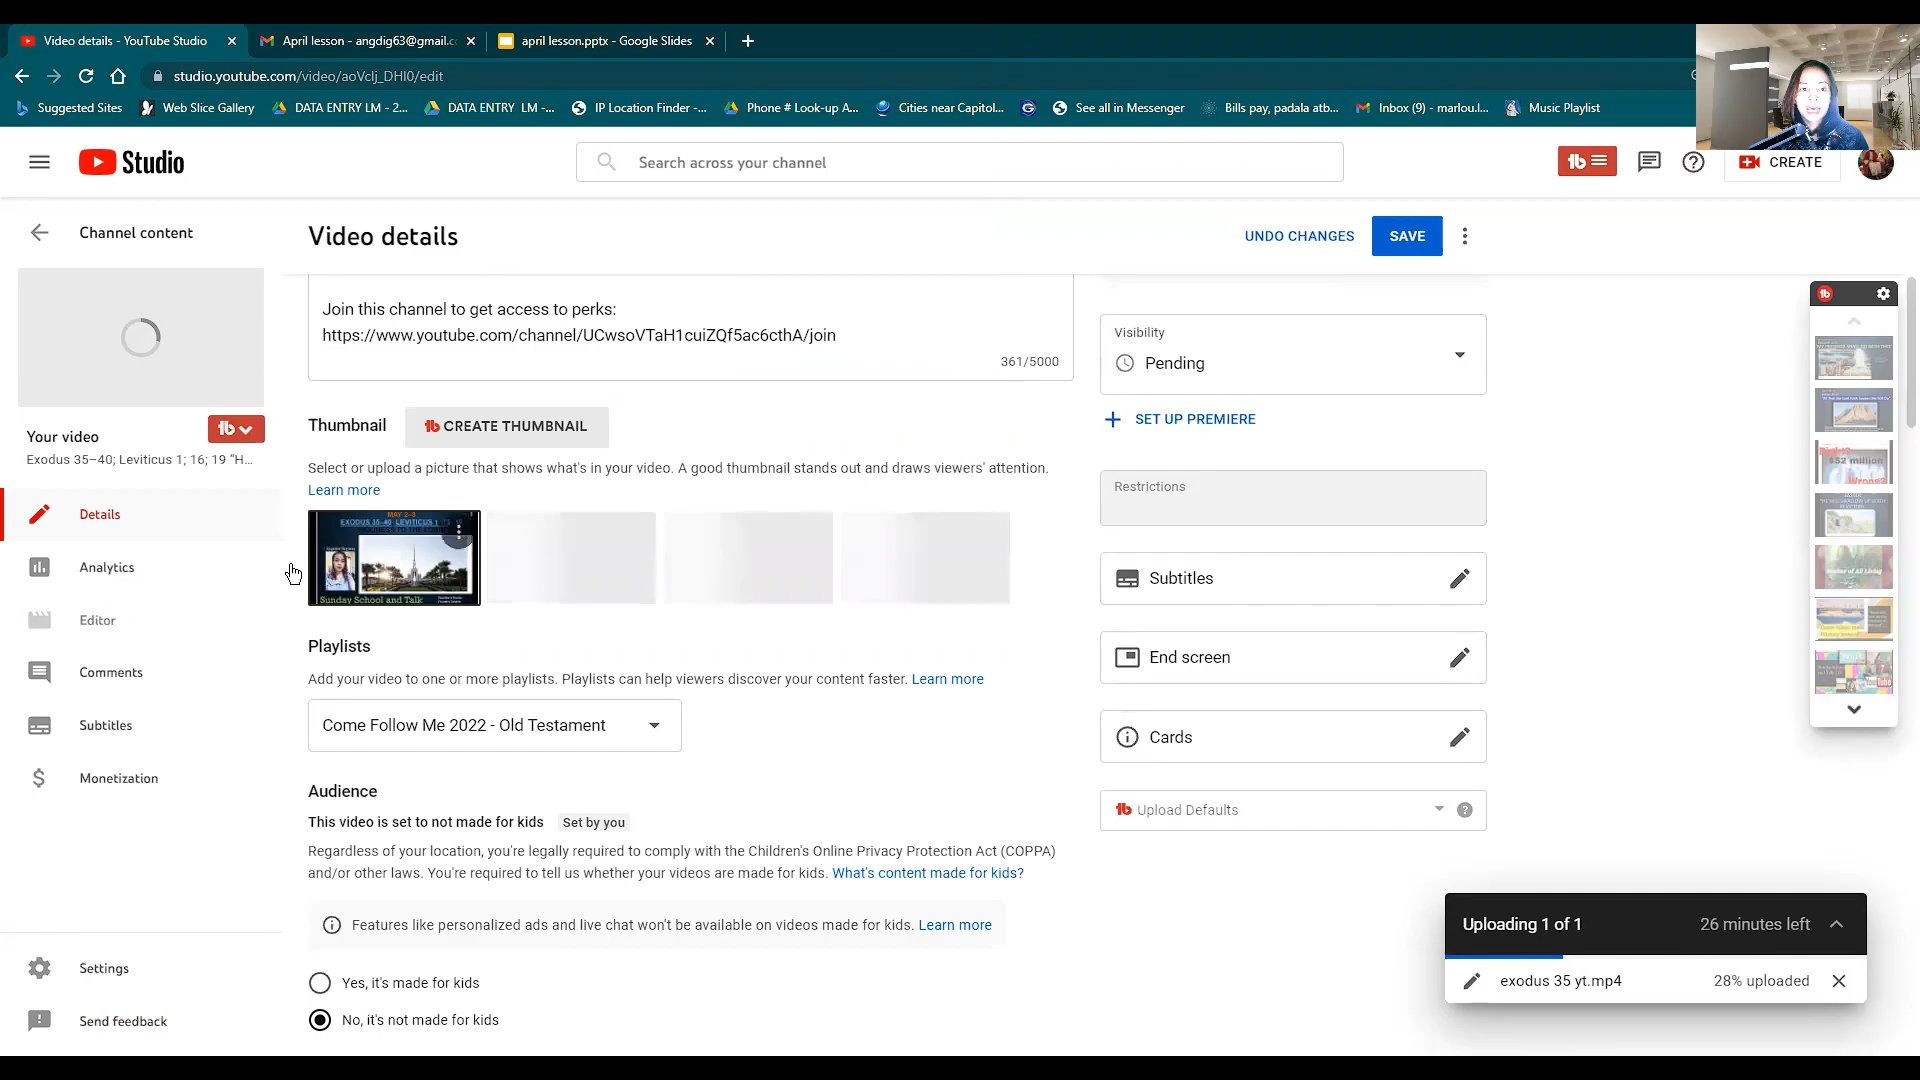 Video details - YouTube Studio
April lesson - angdig63@gmail.c
april lesson.pptx - Google Slides
studio.youtube.com/video/aoVclj_DHI0/edit
Suggested Sites
Web Slice Gallery
DATA ENTRY LM - 2...
DATA ENTRY LM -...
IP Location Finder -...
Phone # Look-up A...
Cities near Capitol...
See all in Messenger
Bills pay, padala atb...
Inbox (9) - marlou.l...
Music Playlist
Studio
Search across your channel
CREATE
Channel content
Video details
UNDO CHANGES
SAVE
Join this channel to get access to perks:
https://www.youtube.com/channel/UCwsoVTaH1cuiZQf5ac6cthA/join
361/5000
Visibility
Pending
SET UP PREMIERE
Your video
Exodus 35–40; Leviticus 1; 16; 19 “H...
Thumbnail
CREATE THUMBNAIL
Select or upload a picture that shows what's in your video. A good thumbnail stands out and draws viewers' attention.
Learn more
Restrictions
MAY 2-8
EXODUS 35-40 LEVITICUS 1
Sunday School and Talk
$52 million
Wrong?
Details
Analytics
Editor
Comments
Subtitles
Monetization
Settings
Send feedback
Playlists
Add your video to one or more playlists. Playlists can help viewers discover your content faster. Learn more
Come Follow Me 2022 - Old Testament
Audience
This video is set to not made for kids
Set by you
Regardless of your location, you're legally required to comply with the Children's Online Privacy Protection Act (COPPA)
and/or other laws. You're required to tell us whether your videos are made for kids. What's content made for kids?
Features like personalized ads and live chat won't be available on videos made for kids. Learn more
Yes, it's made for kids
No, it's not made for kids
Subtitles
End screen
Cards
Upload Defaults
Uploading 1 of 1
26 minutes left
exodus 35 yt.mp4
28% uploaded